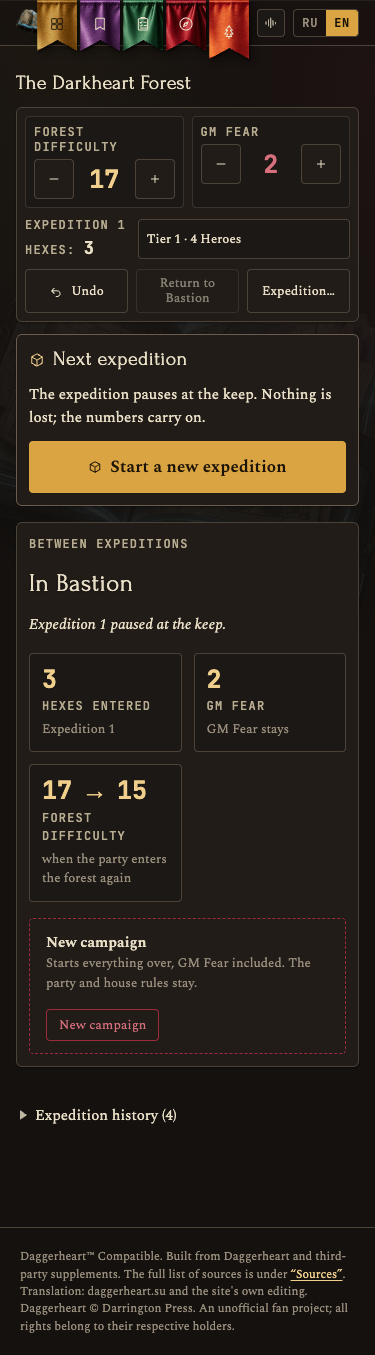 RU EN
The Darkheart Forest
FOREST
DIFFICULTY
− 17 +
GM FEAR
− 2 +
EXPEDITION 1
HEXES: 3
Tier 1 · 4 Heroes
Undo
Return to
Bastion
Expedition…
Next expedition
The expedition pauses at the keep. Nothing is
lost; the numbers carry on.
Start a new expedition
BETWEEN EXPEDITIONS
In Bastion
Expedition 1 paused at the keep.
3
HEXES ENTERED
Expedition 1
2
GM FEAR
GM Fear stays
17 → 15
FOREST
DIFFICULTY
when the party enters
the forest again
New campaign
Starts everything over, GM Fear included. The
party and house rules stay.
New campaign
Expedition history (4)
Daggerheart™ Compatible. Built from Daggerheart and third-
party supplements. The full list of sources is under “Sources”.
Translation: daggerheart.su and the site's own editing.
Daggerheart © Darrington Press. An unofficial fan project; all
rights belong to their respective holders.